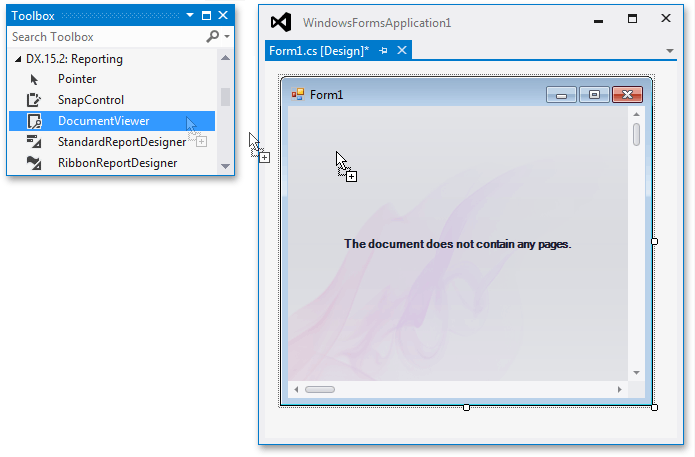 Toolbox
Search Toolbox
DX.15.2: Reporting
Pointer
SnapControl
DocumentViewer
StandardReportDesigner
RibbonReportDesigner
WindowsFormsApplication1
Form1.cs [Design]*
Form1
The document does not contain any pages.